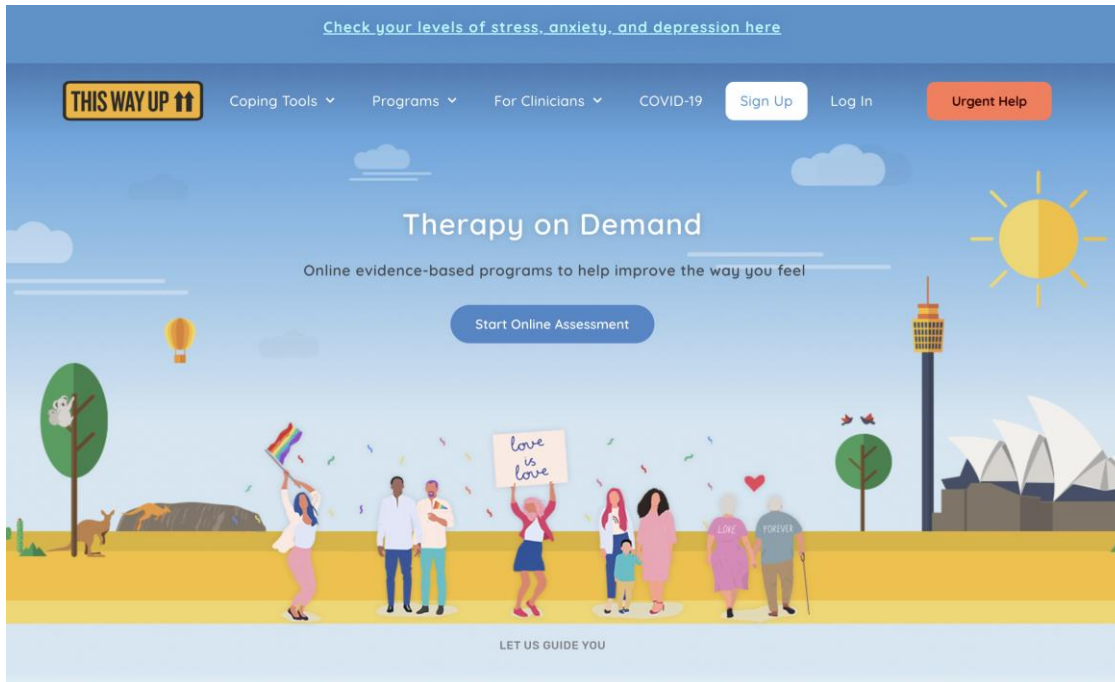 Check your levels of stress, anxiety, and depression here
THIS WAY UP
Coping Tools
Programs
For Clinicians
COVID-19
Sign Up
Log In
Urgent Help
Therapy on Demand
Online evidence-based programs to help improve the way you feel
Start Online Assessment
love
is
love
LOVE
FOREVER
LET US GUIDE YOU